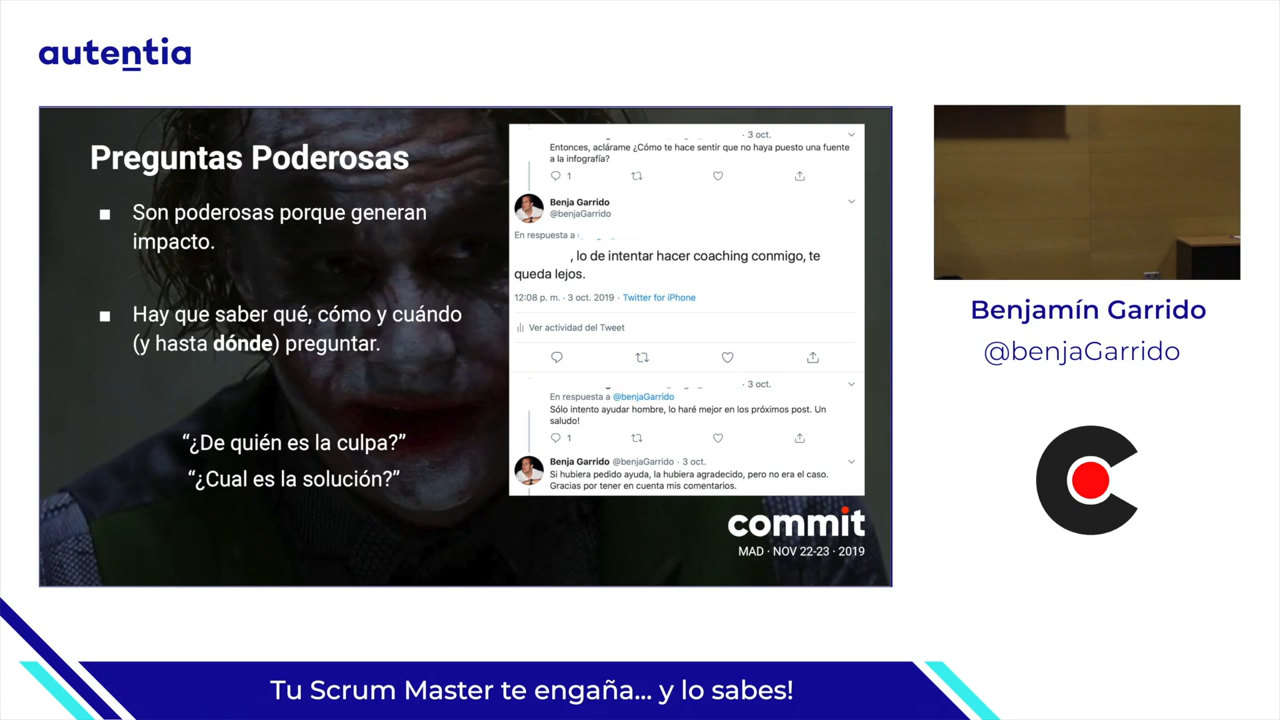 autentia
Preguntas Poderosas
Son poderosas porque generan
impacto.
Hay que saber qué, cómo y cuándo
(y hasta dónde) preguntar.
“¿De quién es la culpa?”
“¿Cual es la solución?”
· 3 oct.
Entonces, aclárame ¿Cómo te hace sentir que no haya puesto una fuente
a la infografía?
1
Benja Garrido
@benjaGarrido
En respuesta a
, lo de intentar hacer coaching conmigo, te
queda lejos.
12:08 p. m. · 3 oct. 2019 · Twitter for iPhone
Ver actividad del Tweet
· 3 oct.
En respuesta a @benjaGarrido
Sólo intento ayudar hombre, lo haré mejor en los próximos post. Un
saludo!
1
Benja Garrido @benjaGarrido · 3 oct.
Si hubiera pedido ayuda, la hubiera agradecido, pero no era el caso.
Gracias por tener en cuenta mis comentarios.
commit
MAD · NOV 22-23 · 2019
Benjamín Garrido
@benjaGarrido
Tu Scrum Master te engaña... y lo sabes!